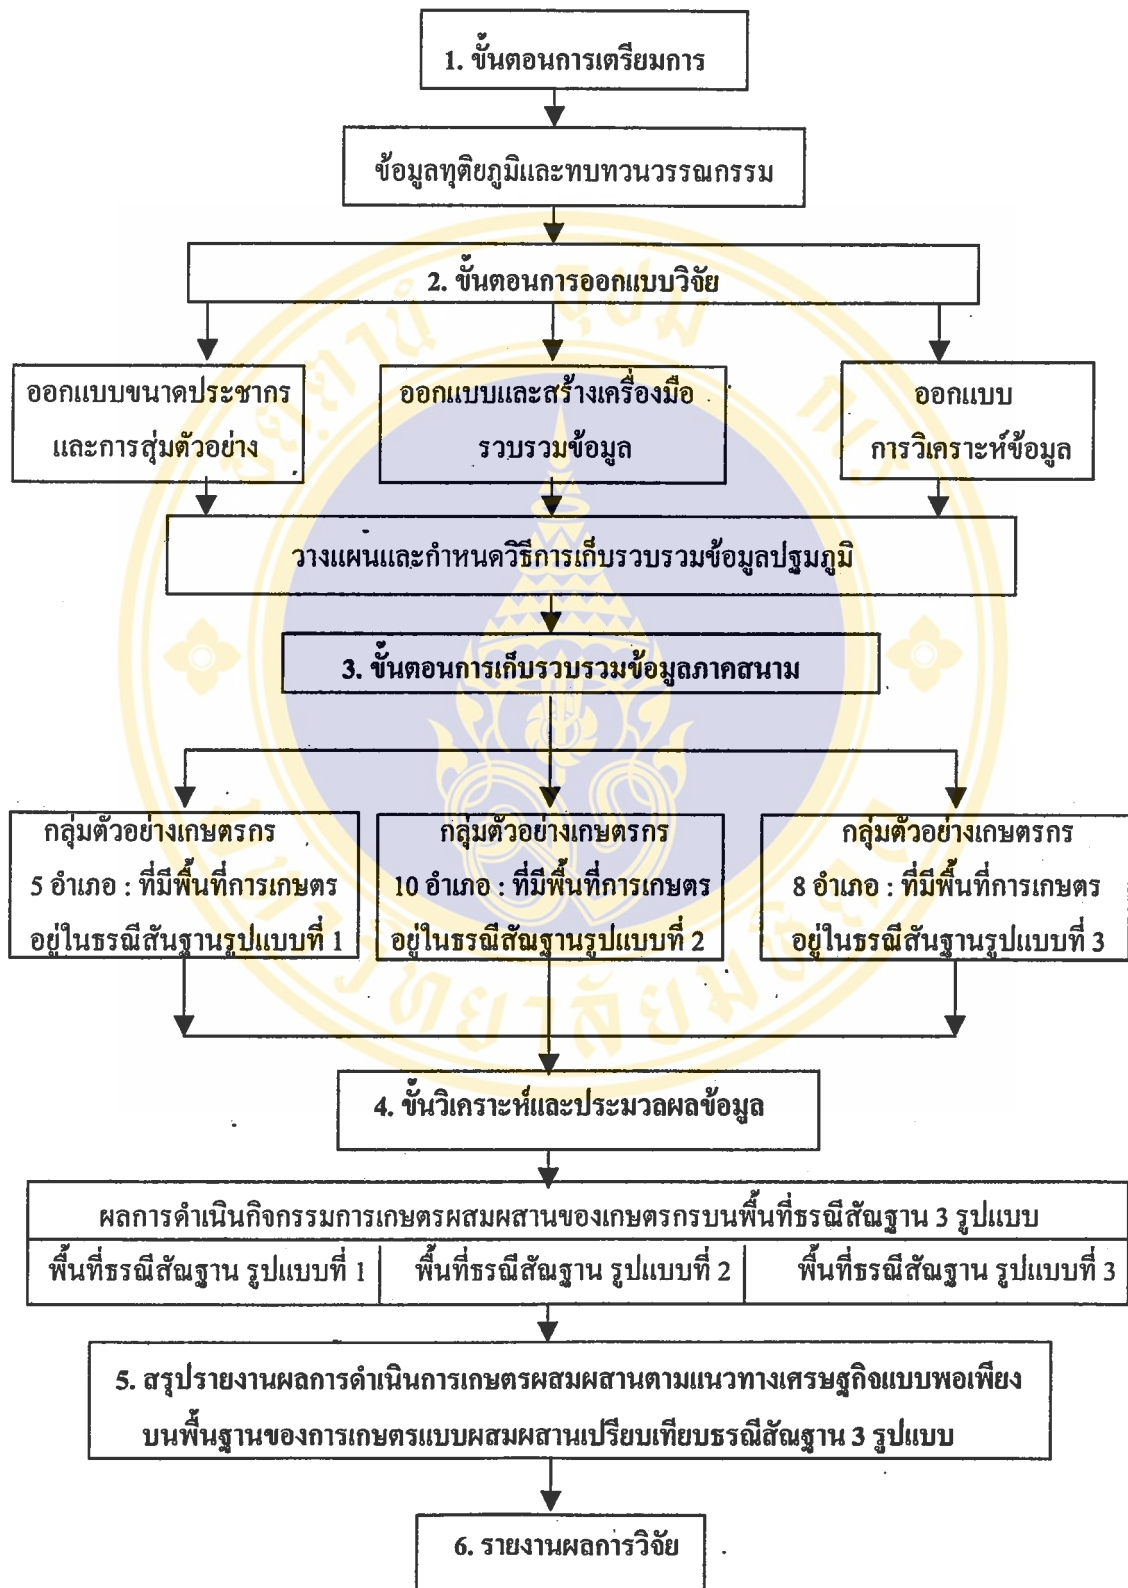 1. ขั้นตอนการเตรียมการ
ข้อมูลทุติยภูมิและทบทวนวรรณกรรม
2. ขั้นตอนการออกแบบวิจัย
ออกแบบขนาดประชากร
และการสุ่มตัวอย่าง
ออกแบบและสร้างเครื่องมือ
รวบรวมข้อมูล
ออกแบบ
การวิเคราะห์ข้อมูล
วางแผนและกำหนดวิธีการเก็บรวบรวมข้อมูลปฐมภูมิ
3. ขั้นตอนการเก็บรวบรวมข้อมูลภาคสนาม
กลุ่มตัวอย่างเกษตรกร
5 อำเภอ : ที่มีพื้นที่การเกษตร
อยู่ในธรณีสันฐานรูปแบบที่ 1
กลุ่มตัวอย่างเกษตรกร
10 อำเภอ : ที่มีพื้นที่การเกษตร
อยู่ในธรณีสัณฐานรูปแบบที่ 2
กลุ่มตัวอย่างเกษตรกร
8 อำเภอ : ที่มีพื้นที่การเกษตร
อยู่ในธรณีสันฐานรูปแบบที่ 3
4. ขั้นวิเคราะห์และประมวลผลข้อมูล
ผลการดำเนินกิจกรรมการเกษตรผสมผสานของเกษตรกรบนพื้นที่ธรณีสัณฐาน 3 รูปแบบ
พื้นที่ธรณีสัณฐาน รูปแบบที่ 1
พื้นที่ธรณีสัณฐาน รูปแบบที่ 2
พื้นที่ธรณีสัณฐาน รูปแบบที่ 3
5. สรุปรายงานผลการดำเนินการเกษตรผสมผสานตามแนวทางเศรษฐกิจแบบพอเพียง
บนพื้นฐานของการเกษตรแบบผสมผสานเปรียบเทียบธรณีสัณฐาน 3 รูปแบบ
6. รายงานผลการวิจัย